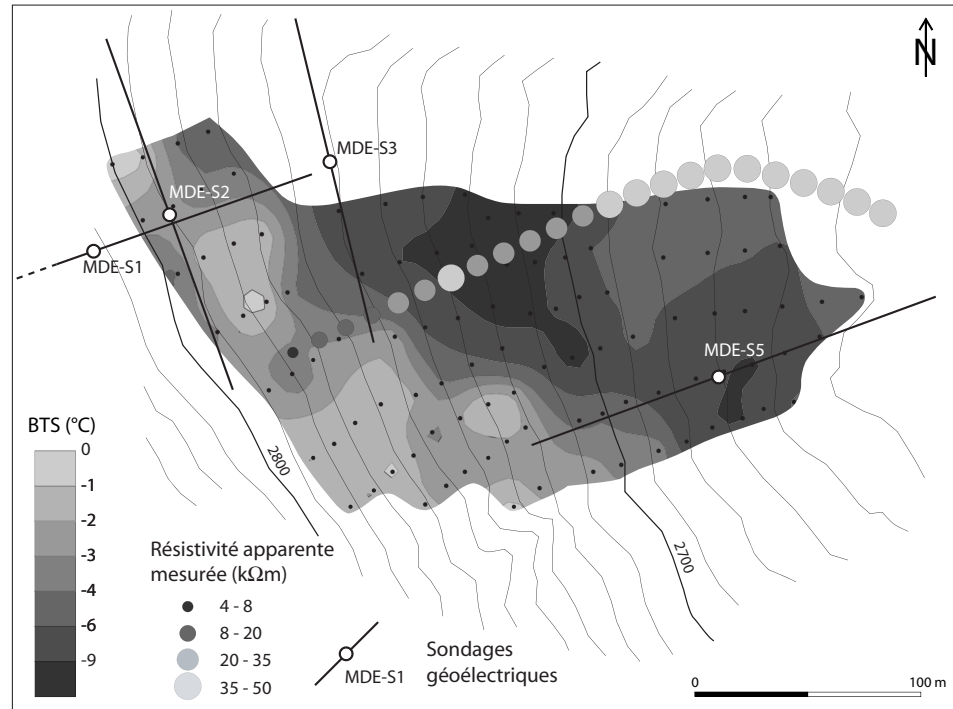 N
MDE-S3
MDE-S2
MDE-S1
MDE-S5
BTS (°C)
0
-1
-2
-3
-4
-6
-9
2800
2700
Résistivité apparente
mesurée (kΩm)
4 - 8
8 - 20
20 - 35
35 - 50
MDE-S1
Sondages
géoélectriques
0
100 m